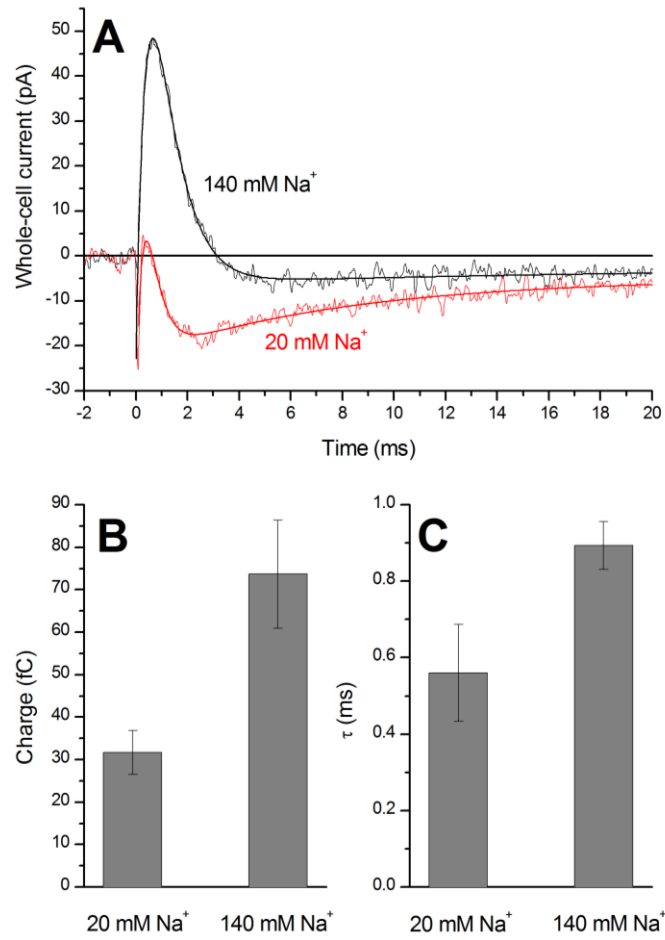 A
Whole-cell current (pA)
50
40
30
20
10
0
-10
-20
-30
140 mM Na⁺
20 mM Na⁺
-2 0 2 4 6 8 10 12 14 16 18 20
Time (ms)
B
Charge (fC)
90
80
70
60
50
40
30
20
10
0
20 mM Na⁺ 140 mM Na⁺
C
τ (ms)
1.0
0.8
0.6
0.4
0.2
0.0
20 mM Na⁺ 140 mM Na⁺